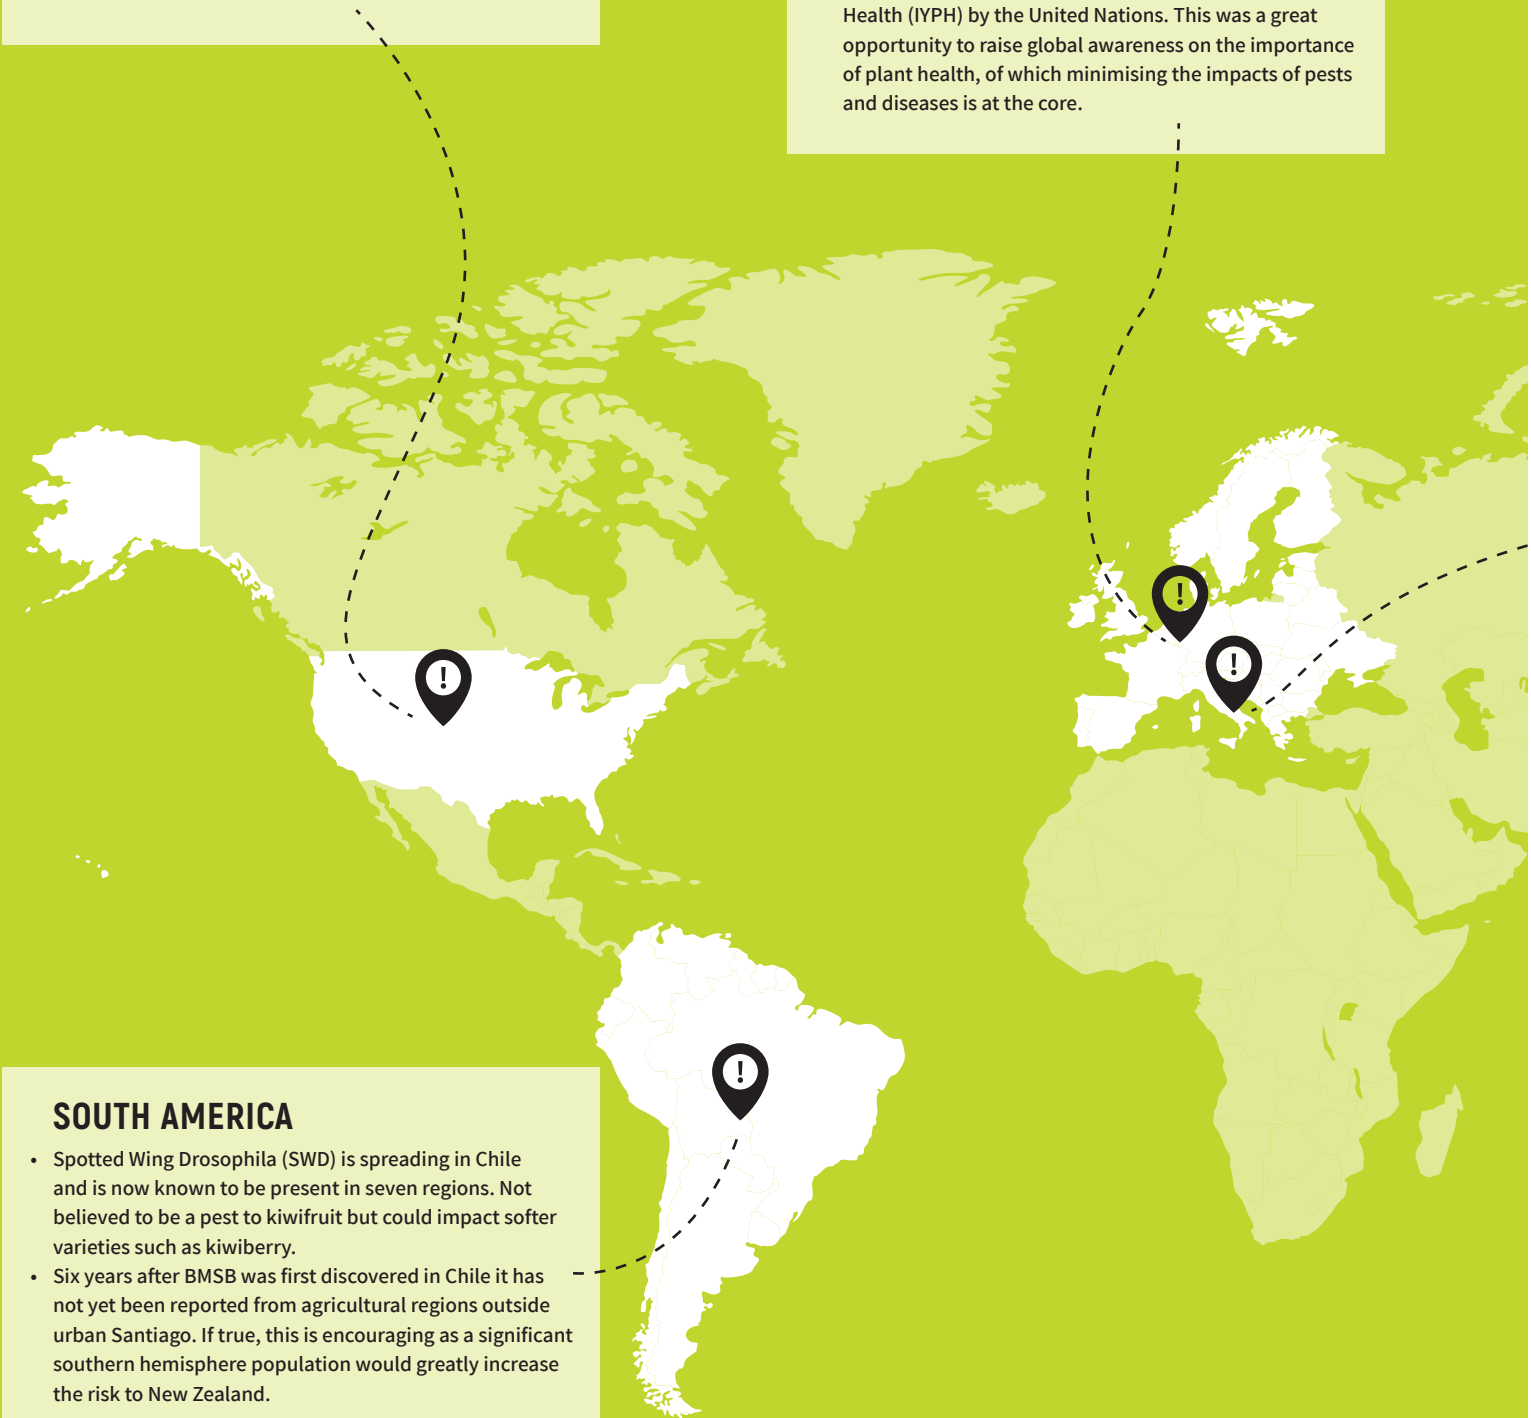 Health (IYPH) by the United Nations. This was a great
opportunity to raise global awareness on the importance
of plant health, of which minimising the impacts of pests
and diseases is at the core.
!
!
!
!
SOUTH AMERICA
• Spotted Wing Drosophila (SWD) is spreading in Chile
and is now known to be present in seven regions. Not
believed to be a pest to kiwifruit but could impact softer
varieties such as kiwiberry.
• Six years after BMSB was first discovered in Chile it has
not yet been reported from agricultural regions outside
urban Santiago. If true, this is encouraging as a significant
southern hemisphere population would greatly increase
the risk to New Zealand.